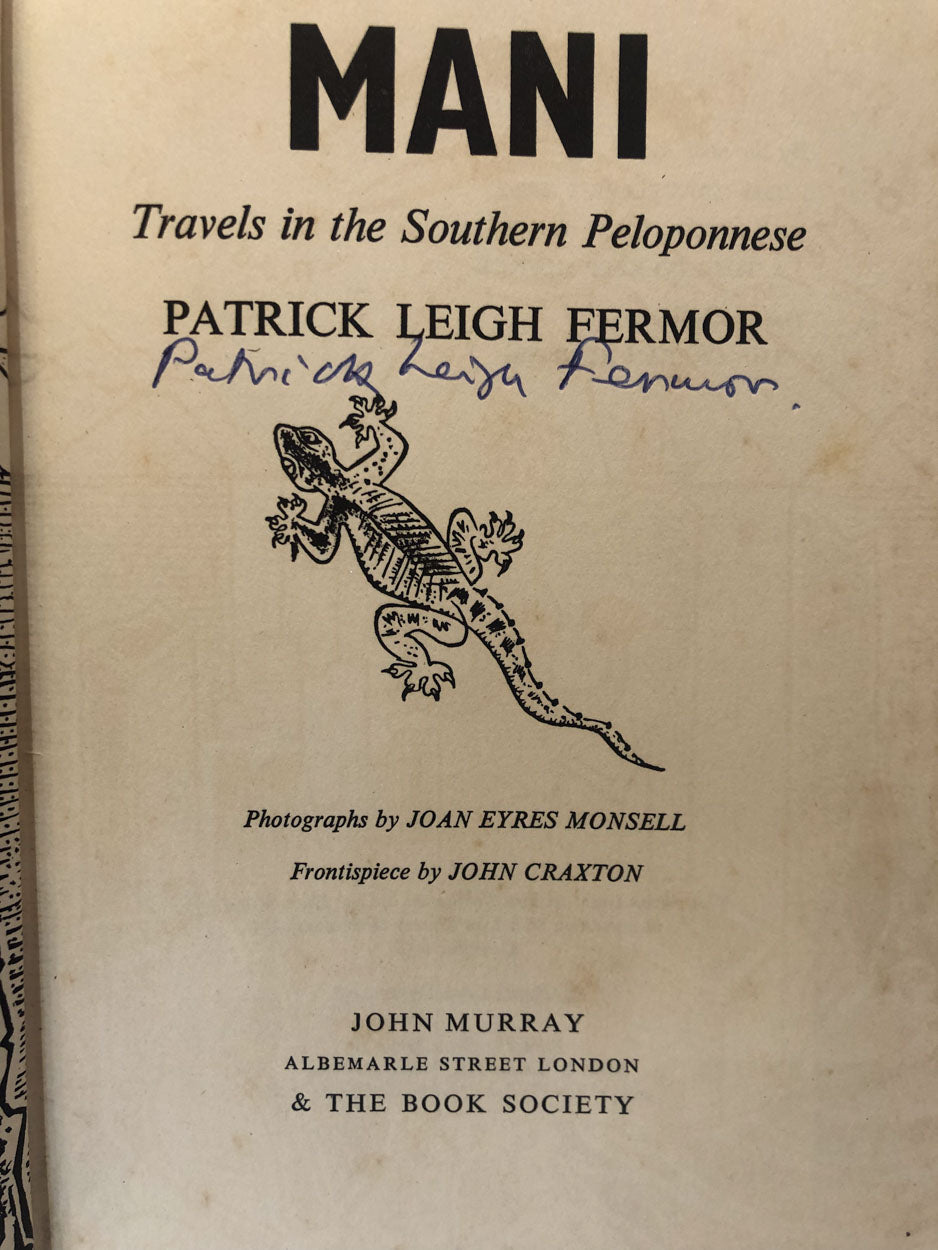 MANI
Travels in the Southern Peloponnese
PATRICK LEIGH FERMOR
Patrick Leigh Fermor.
Photographs by JOAN EYRES MONSELL
Frontispiece by JOHN CRAXTON
JOHN MURRAY
ALBEMARLE STREET LONDON
& THE BOOK SOCIETY